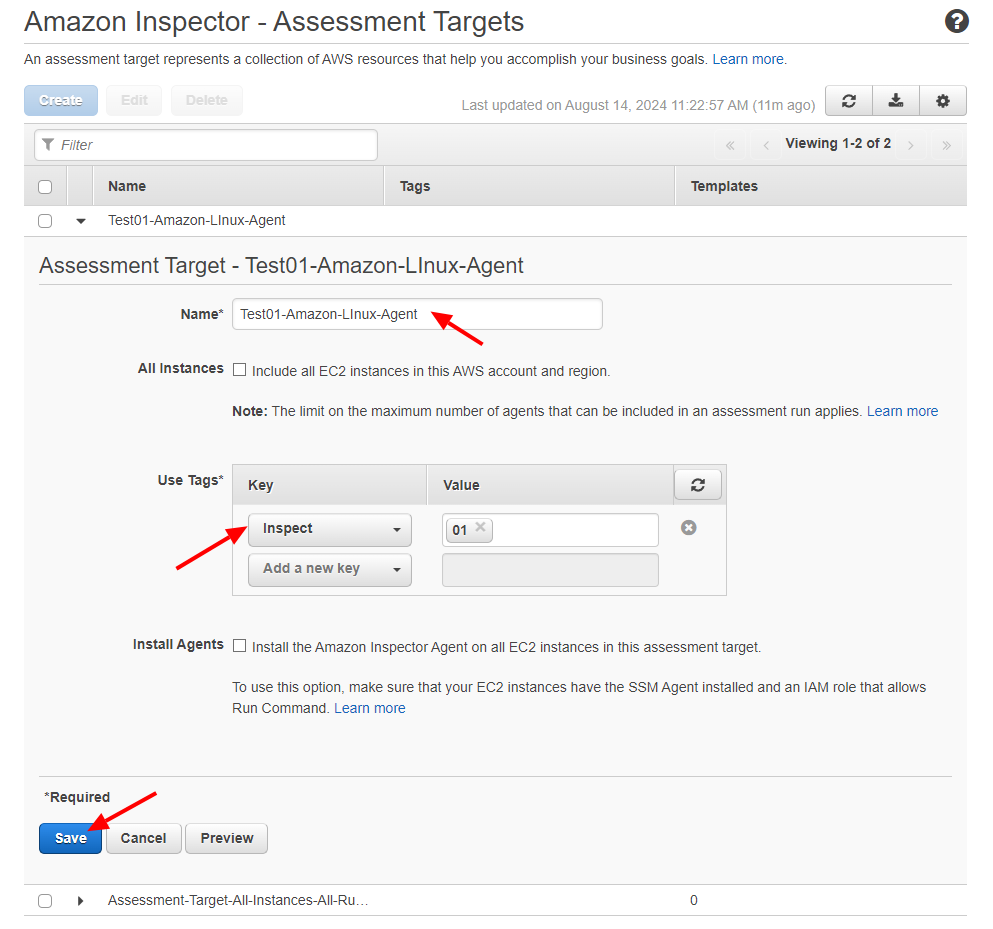 Amazon Inspector - Assessment Targets
?
An assessment target represents a collection of AWS resources that help you accomplish your business goals. Learn more.
Create Edit Delete Last updated on August 14, 2024 11:22:57 AM (11m ago)
Filter « ‹ Viewing 1-2 of 2 › »
Name Tags Templates
Test01-Amazon-LInux-Agent
Assessment Target - Test01-Amazon-LInux-Agent
Name* Test01-Amazon-LInux-Agent
All Instances Include all EC2 instances in this AWS account and region.
Note: The limit on the maximum number of agents that can be included in an assessment run applies. Learn more
Use Tags* Key Value
Inspect 01 ×
Add a new key
Install Agents Install the Amazon Inspector Agent on all EC2 instances in this assessment target.
To use this option, make sure that your EC2 instances have the SSM Agent installed and an IAM role that allows
Run Command. Learn more
*Required
Save Cancel Preview
Assessment-Target-All-Instances-All-Ru… 0